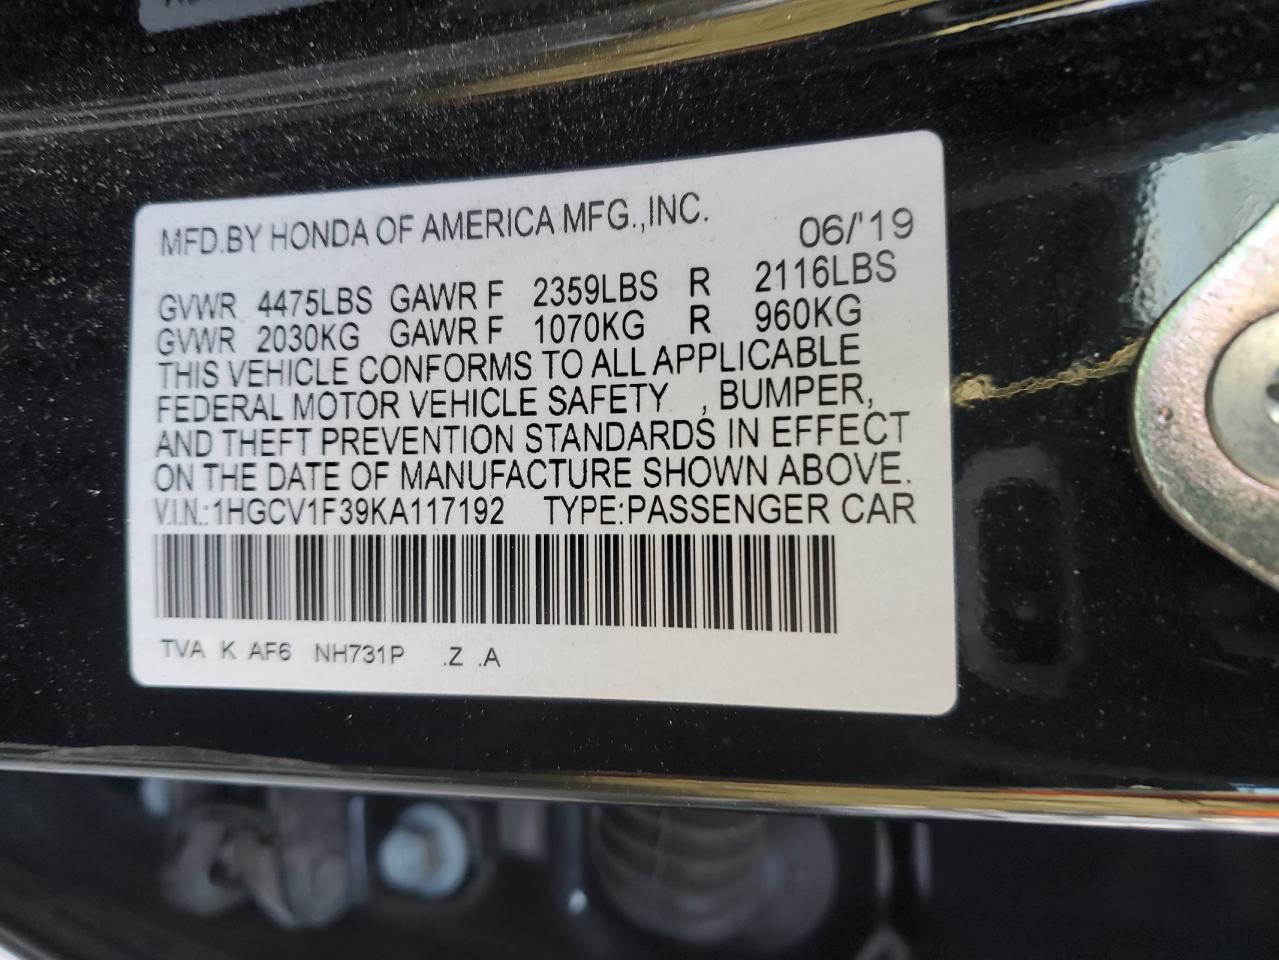 MFD.BY HONDA OF AMERICA MFG.,INC. 06/'19
GVWR 4475LBS GAWR F 2359LBS R 2116LBS
GVWR 2030KG GAWR F 1070KG R 960KG
THIS VEHICLE CONFORMS TO ALL APPLICABLE
FEDERAL MOTOR VEHICLE SAFETY , BUMPER,
AND THEFT PREVENTION STANDARDS IN EFFECT
ON THE DATE OF MANUFACTURE SHOWN ABOVE.
V.I.N.:1HGCV1F39KA117192 TYPE:PASSENGER CAR
TVA K AF6 NH731P .Z .A